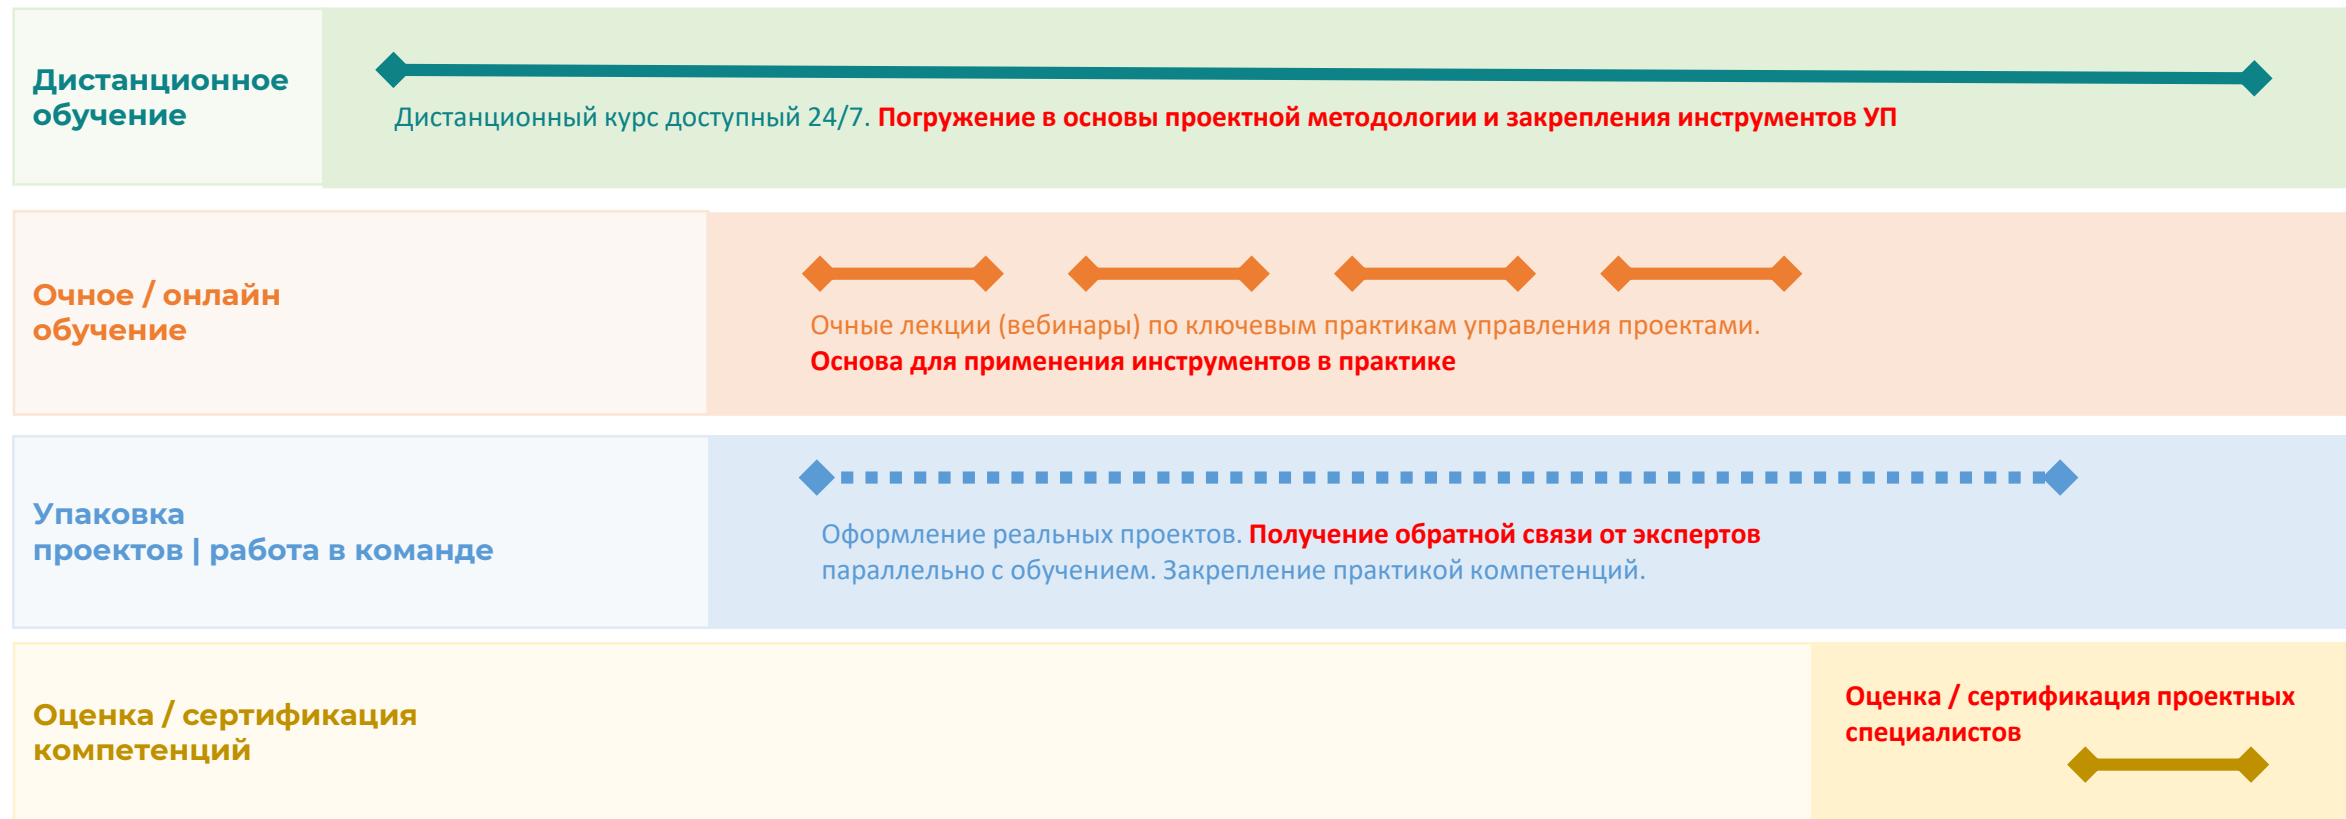 Дистанционное
обучение
Дистанционный курс доступный 24/7. Погружение в основы проектной методологии и закрепления инструментов УП
Очное / онлайн
обучение
Очные лекции (вебинары) по ключевым практикам управления проектами.
Основа для применения инструментов в практике
Упаковка
проектов | работа в команде
Оформление реальных проектов. Получение обратной связи от экспертов
параллельно с обучением. Закрепление практикой компетенций.
Оценка / сертификация
компетенций
Оценка / сертификация проектных
специалистов